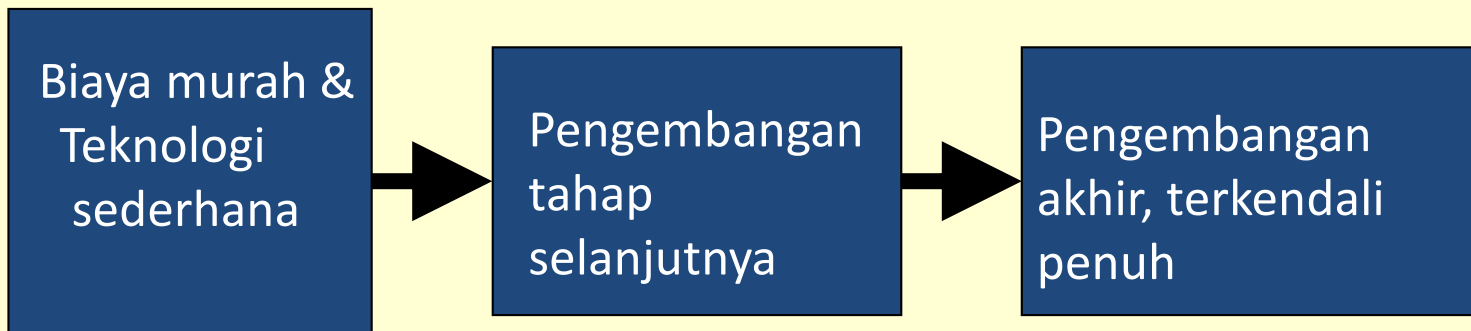 Biaya murah &
Teknologi
sederhana
Pengembangan
tahap
selanjutnya
Pengembangan
akhir, terkendali
penuh